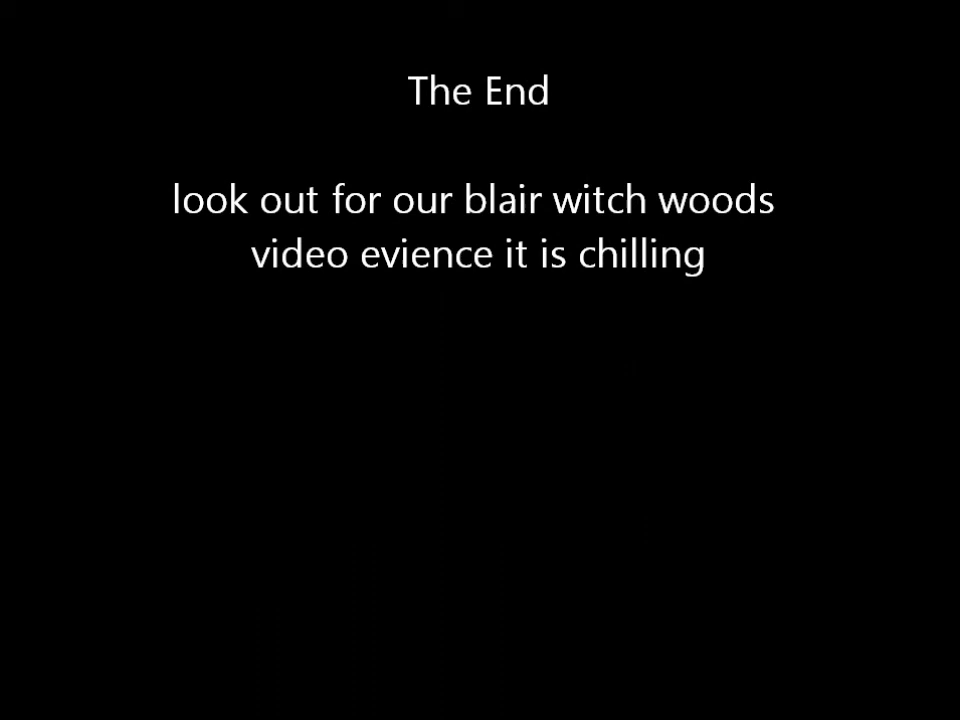 The End
look out for our blair witch woods
video evience it is chilling